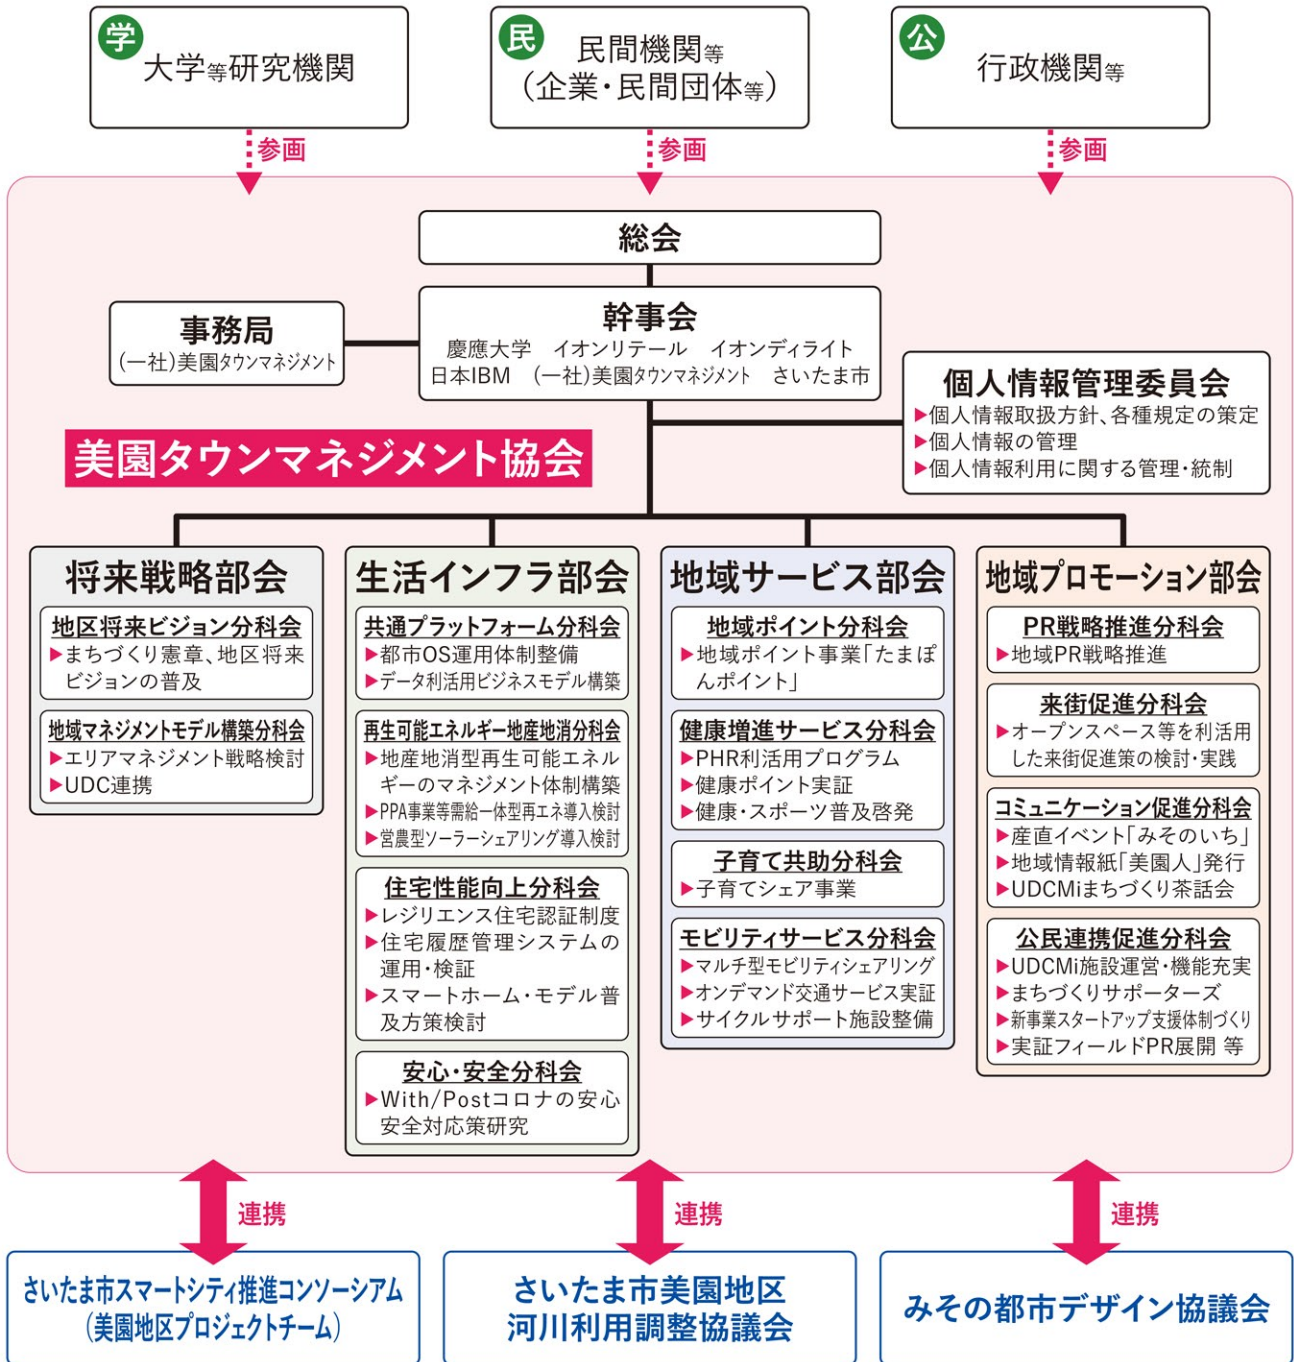 学
大学等研究機関
民
民間機関等
(企業・民間団体等)
公
行政機関等
参画
参画
参画
総会
事務局
(一社)美園タウンマネジメント
幹事会
慶應大学 イオンリテール イオンディライト
日本IBM (一社)美園タウンマネジメント さいたま市
個人情報管理委員会
▶個人情報取扱方針、各種規定の策定
▶個人情報の管理
▶個人情報利用に関する管理・統制
美園タウンマネジメント協会
将来戦略部会
地区将来ビジョン分科会
▶まちづくり憲章、地区将来
ビジョンの普及
地域マネジメントモデル構築分科会
▶エリアマネジメント戦略検討
▶UDC連携
生活インフラ部会
共通プラットフォーム分科会
▶都市OS運用体制整備
▶データ利活用ビジネスモデル構築
再生可能エネルギー地産地消分科会
▶地産地消型再生可能エネル
ギーのマネジメント体制構築
▶PPA事業等需給一体型再エネ導入検討
▶営農型ソーラーシェアリング導入検討
住宅性能向上分科会
▶レジリエンス住宅認証制度
▶住宅履歴管理システムの
運用・検証
▶スマートホーム・モデル普
及方策検討
安心・安全分科会
▶With/Postコロナの安心
安全対応策研究
地域サービス部会
地域ポイント分科会
▶地域ポイント事業「たまぽ
んポイント」
健康増進サービス分科会
▶PHR利活用プログラム
▶健康ポイント実証
▶健康・スポーツ普及啓発
子育て共助分科会
▶子育てシェア事業
モビリティサービス分科会
▶マルチ型モビリティシェアリング
▶オンデマンド交通サービス実証
▶サイクルサポート施設整備
地域プロモーション部会
PR戦略推進分科会
▶地域PR戦略推進
来街促進分科会
▶オープンスペース等を利活用
した来街促進策の検討・実践
コミュニケーション促進分科会
▶産直イベント「みそのいち」
▶地域情報紙「美園人」発行
▶UDCMiまちづくり茶話会
公民連携促進分科会
▶UDCMi施設運営・機能充実
▶まちづくりサポーターズ
▶新事業スタートアップ支援体制づくり
▶実証フィールドPR展開 等
連携
連携
連携
さいたま市スマートシティ推進コンソーシアム
(美園地区プロジェクトチーム)
さいたま市美園地区
河川利用調整協議会
みその都市デザイン協議会